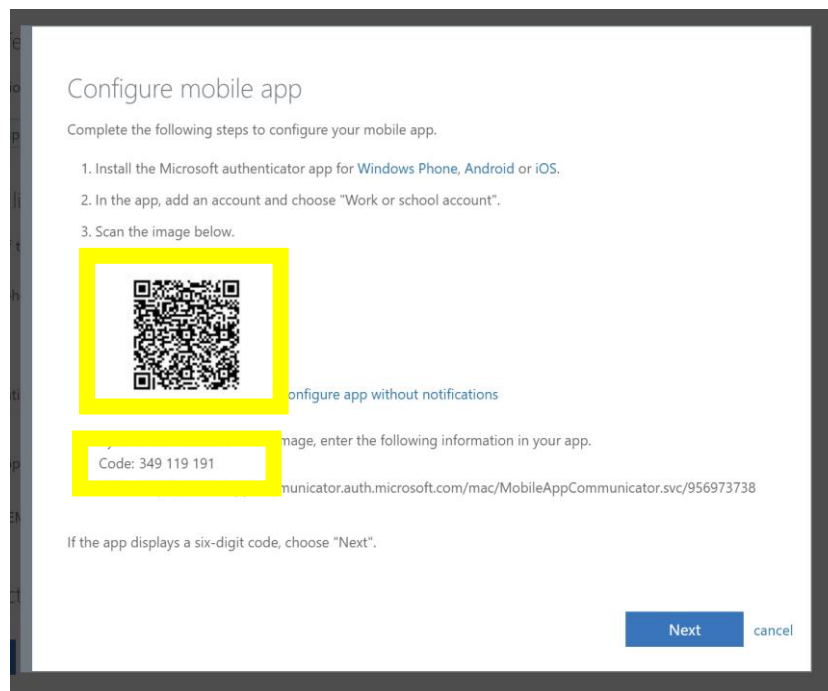 Configure mobile app
Complete the following steps to configure your mobile app.
1. Install the Microsoft authenticator app for Windows Phone, Android or iOS.
2. In the app, add an account and choose "Work or school account".
3. Scan the image below.
onfigure app without notifications
mage, enter the following information in your app.
Code: 349 119 191
municator.auth.microsoft.com/mac/MobileAppCommunicator.svc/956973738
If the app displays a six-digit code, choose "Next".
Next cancel